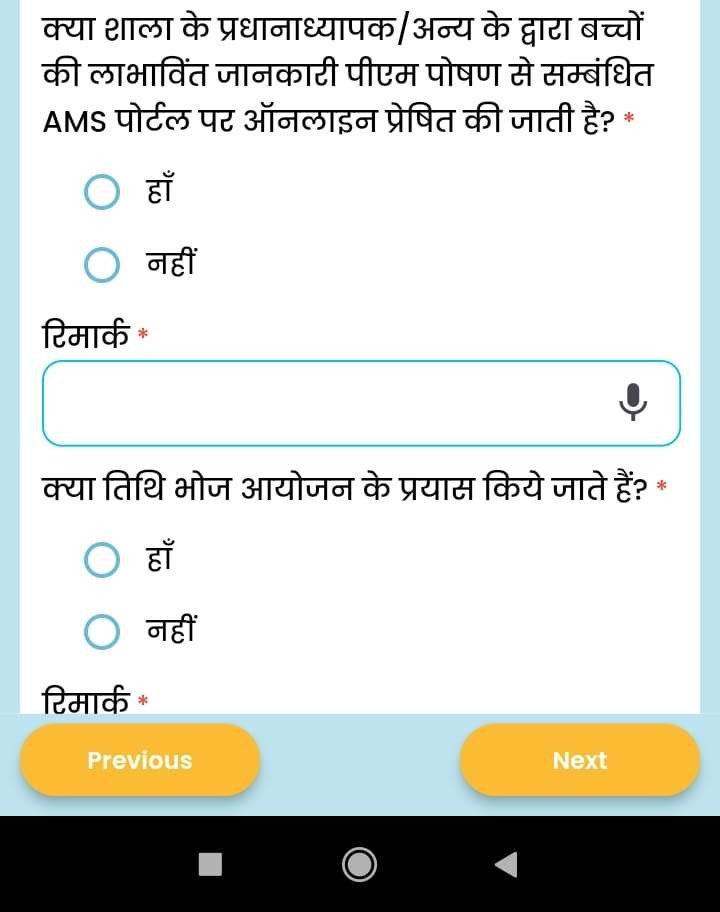 क्या शाला के प्रधानाध्यापक/अन्य के द्वारा बच्चों
की लाभाविंत जानकारी पीएम पोषण से सम्बंधित
AMS पोर्टल पर ऑनलाइन प्रेषित की जाती है? *
हाँ
नहीं
रिमार्क *
क्या तिथि भोज आयोजन के प्रयास किये जाते हैं? *
हाँ
नहीं
रिमार्क *
Previous
Next